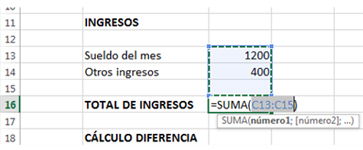 10
11 INGRESOS
12
13 Sueldo del mes 1200
14 Otros ingresos 400
15
16 TOTAL DE INGRESOS =SUMA(C13:C15)
17 SUMA(número1; [número2]; ...)
18 CÁLCULO DIFERENCIA